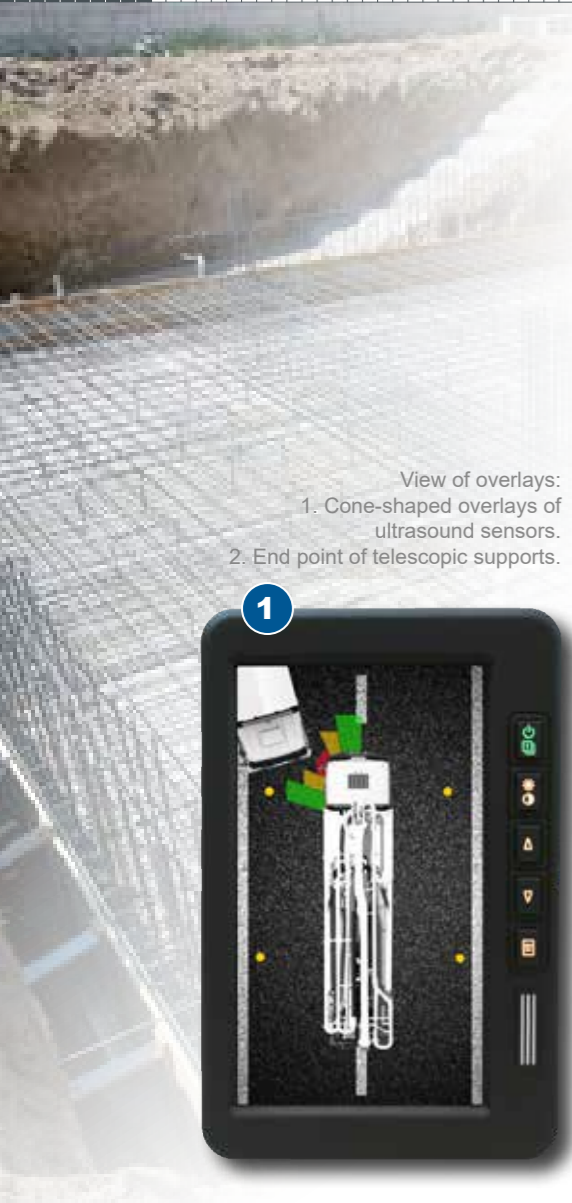 View of overlays:
1. Cone-shaped overlays of
ultrasound sensors.
2. End point of telescopic supports.
1